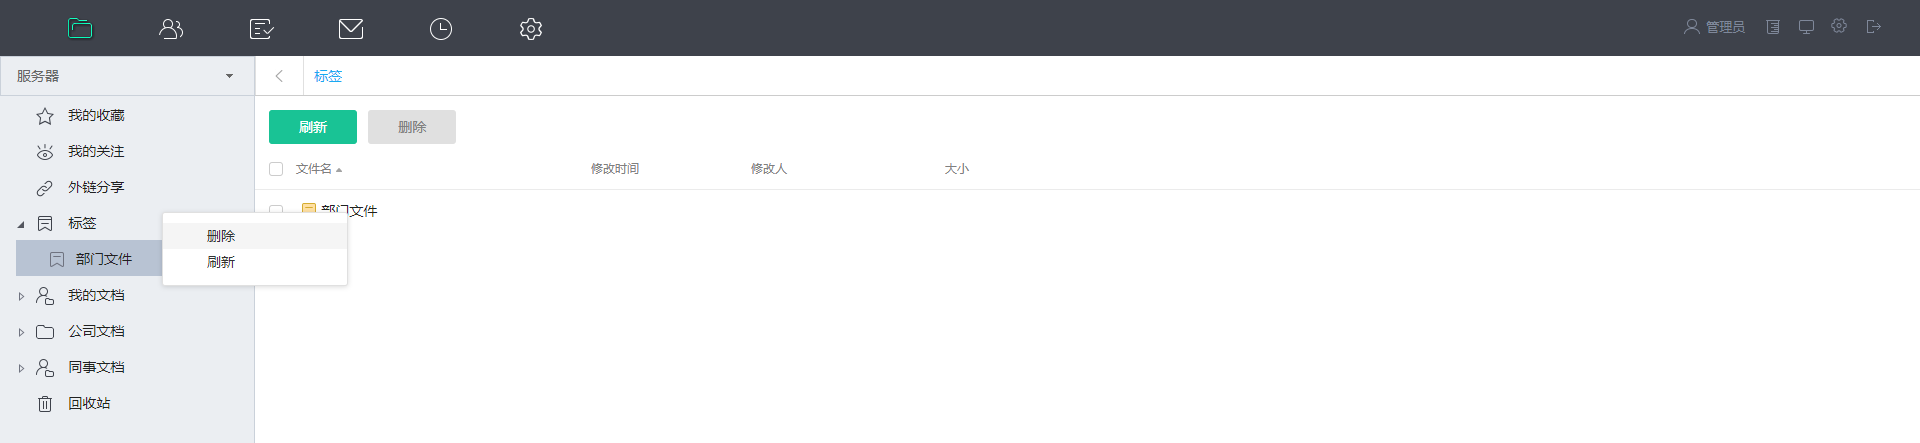 管理员
服务器
标签
我的收藏
我的关注
外链分享
标签
部门文件
我的文档
公司文档
同事文档
回收站
刷新 删除
文件名 修改时间 修改人 大小
部门文件
删除
刷新